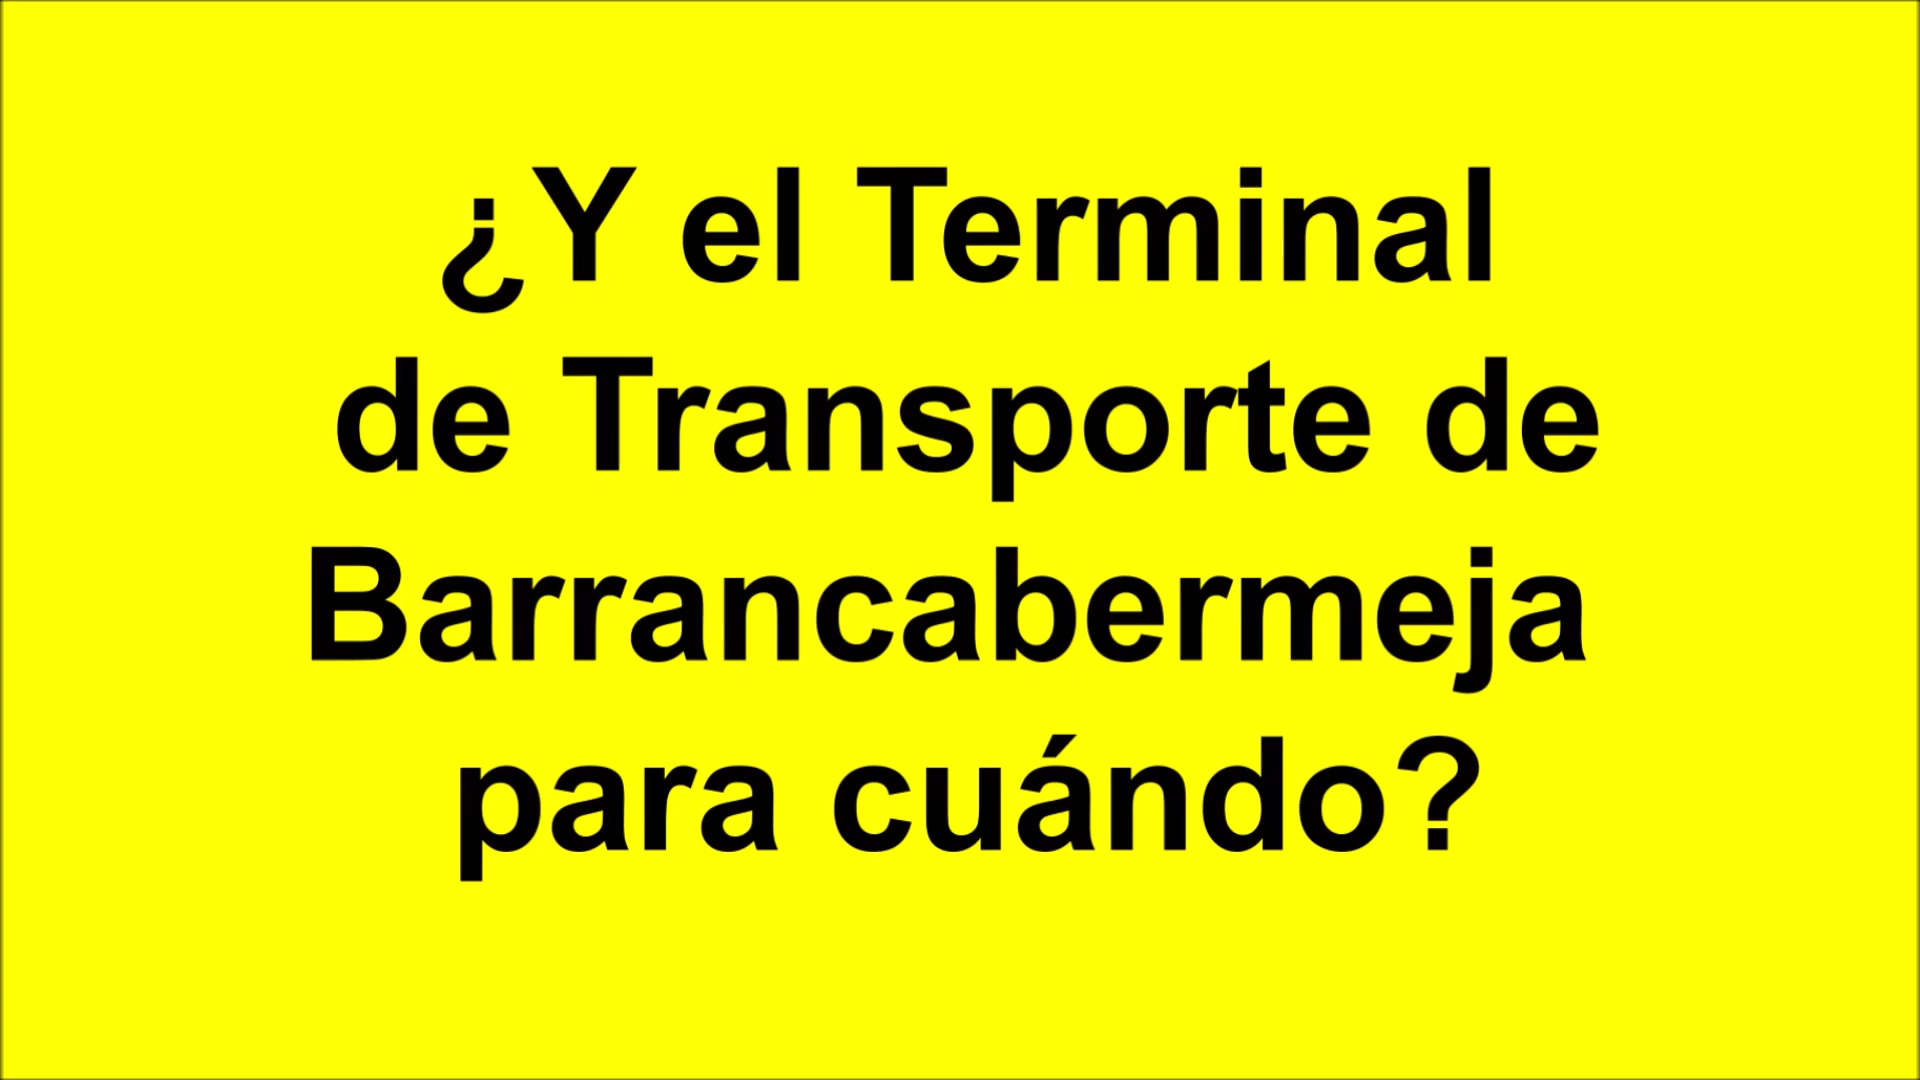 ¿Y el Terminal
de Transporte de
Barrancabermeja
para cuándo?